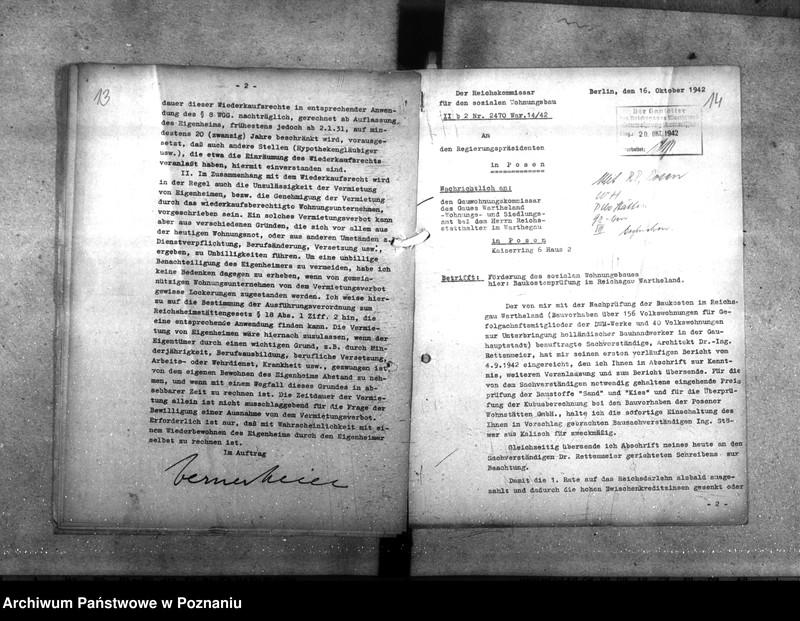 13
- 2 -
dauer dieser Wiederkaufsrechte in entsprechender Anwen-
dung des § 8 WGG. nachträglich, gerechnet ab Auflassung
des Eigenheims, frühestens jedoch ab 2.1.31, auf min-
destens 20 (zwanzig) Jahre beschränkt wird, vorausge-
setzt, daß auch andere Stellen (Hypothekengläubiger
usw.), die etwa die Einräumung des Wiederkaufsrechts
veranlaßt haben, hiermit einverstanden sind.
II. Im Zusammenhang mit dem Wiederkaufsrecht wird
in der Regel auch die Unzulässigkeit der Vermietung
von Eigenheimen, bezw. die Genehmigung der Vermietung
durch das wiederkaufsberechtigte Wohnungsunternehmen,
vorgeschrieben sein. Ein solches Vermietungsverbot kann
aber aus verschiedenen Gründen, die sich vor allem aus
der heutigen Wohnungsnot, oder aus anderen Umständen z.
Dienstverpflichtung, Berufsänderung, Versetzung usw.,
ergeben, zu Unbilligkeiten führen. Um eine unbillige
Benachteiligung des Eigenheimers zu vermeiden, habe ich
keine Bedenken dagegen zu erheben, wenn von gemein-
nützigen Wohnungsunternehmen vom Vermietungsverbot
gewisse Lockerungen zugestanden werden. Ich weise hier-
zu auf die Bestimmung der Ausführungsverordnung zum
Reichsheimstättengesetz § 18 Abs. 1 Ziff. 2 hin, die
eine entsprechende Anwendung finden kann. Die Vermie-
tung von Eigenheimen wäre hiernach zuzulassen, wenn der
Eigentümer durch einen wichtigen Grund, z.B. durch Min-
derjährigkeit, Berufsausbildung, berufliche Versetzung,
Arbeits- oder Wehrdienst, Krankheit usw., gezwungen ist,
von dem eigenen Bewohnen des Eigenheims Abstand zu neh-
men, und wenn mit einem Wegfall dieses Grundes in ab-
sehbarer Zeit zu rechnen ist. Die Zeitdauer der Vermie-
tung allein ist nicht ausschlaggebend für die Frage der
Bewilligung einer Ausnahme von dem Vermietungsverbot.
Erforderlich ist nur, daß mit Wahrscheinlichkeit mit ei-
nem Wiederbewohnen des Eigenheims durch den Eigenheimer
selbst zu rechnen ist.
Im Auftrag
14
Der Reichskommissar
für den sozialen Wohnungsbau
Berlin, den 16. Oktober 1942
II b 2 Nr. 2470 War.14/42
Der Gauleiter
20 OKT. 1942
An
den Regierungspräsidenten
in Posen
Nachrichtlich an:
den Gauwohnungskommissar
des Gaues Wartheland
-Wohnungs- und Siedlungs-
amt bei dem Herrn Reichs-
statthalter im Warthegau
in Posen
Kaiserring 6 Haus 2
Betrifft: Förderung des sozialen Wohnungsbaues
hier: Baukostenprüfung im Reichsgau Wartheland.
Der von mir mit der Nachprüfung der Baukosten im Reichs-
gau Wartheland (Bauvorhaben über 156 Volkswohnungen für Ge-
folgschaftsmitglieder der DWM-Werke und 40 Volkswohnungen
zur Unterbringung holländischer Bauhandwerker in der Gau-
hauptstadt) beauftragte Sachverständige, Architekt Dr.-Ing.
Rettenmeier, hat mir seinen ersten vorläufigen Bericht vom
4.9.1942 eingereicht, den ich Ihnen in Abschrift zur Kennt-
nis, weiteren Veranlassung und zum Bericht übersende. Für die
von dem Sachverständigen notwendig gehaltene eingehende Preis
prüfung der Baustoffe "Sand" und "Kies" und für die Überprü-
fung der Kubusberechnung bei den Bauvorhaben der Posener
Wohnstätten GmbH., halte ich die sofortige Einschaltung des
Ihnen in Vorschlag gebrachten Bausachverständigen Ing. Stö-
wer aus Kalisch für zweckmäßig.
Gleichzeitig übersende ich Abschrift meines heute an den
Sachverständigen Dr. Rettenmeier gerichteten Schreibens zur
Beachtung.
Damit die 1. Rate auf das Reichsdarlehn alsbald ausge-
zahlt und dadurch die hohen Zwischenkreditzinsen gesenkt oder
- 2 -
Archiwum Państwowe w Poznaniu